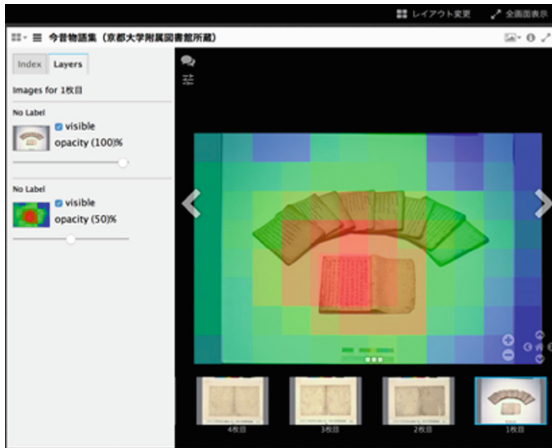 レイアウト変更 全画面表示
今昔物語集（京都大学附属図書館所蔵）
Index Layers
Images for 1枚目
No Label
visible
opacity (100)%
No Label
visible
opacity (50)%
4枚目 3枚目 2枚目 1枚目